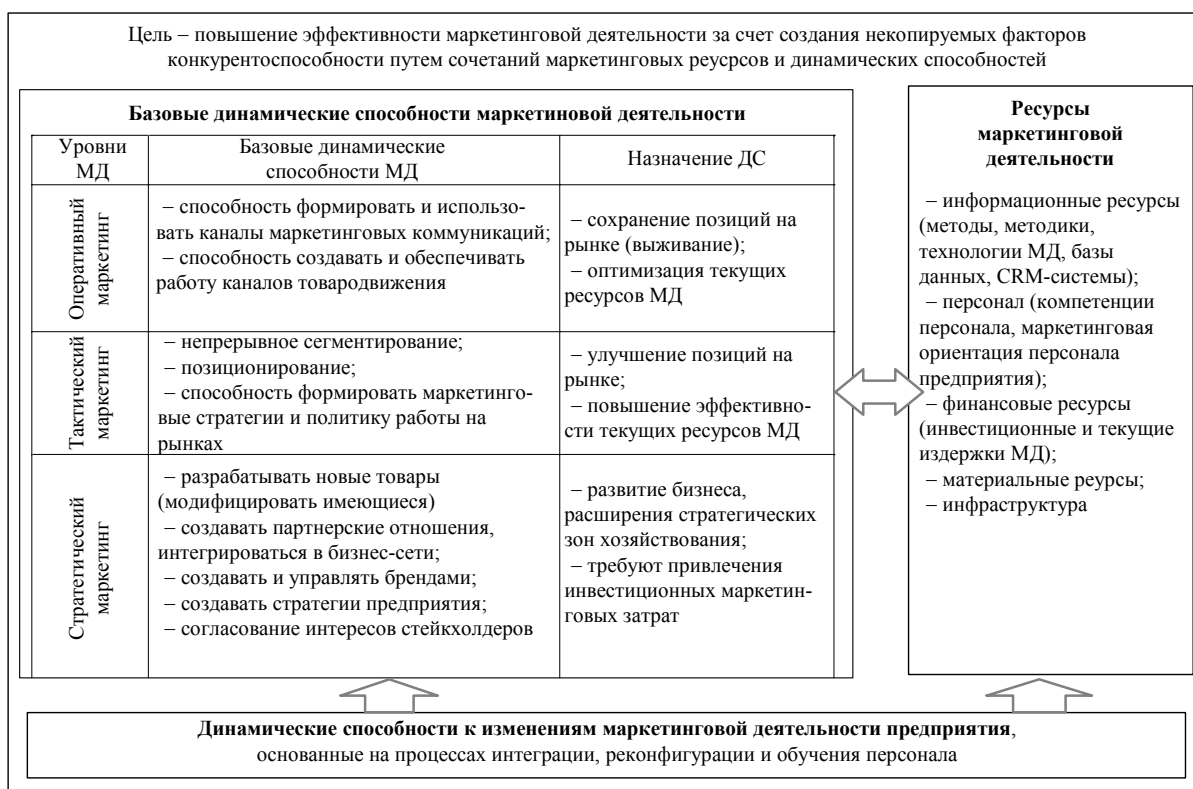 Цель – повышение эффективности маркетинговой деятельности за счет создания некопируемых факторов
конкурентоспособности путем сочетаний маркетинговых реусрсов и динамических способностей
Базовые динамические способности маркетиновой деятельности
Уровни
МД
Базовые динамические
способности МД
Назначение ДС
Оперативный
маркетинг
– способность формировать и использо-
вать каналы маркетинговых коммуникаций;
– способность создавать и обеспечивать
работу каналов товародвижения
– сохранение позиций на
рынке (выживание);
– оптимизация текущих
ресурсов МД
Тактический
маркетинг
– непрерывное сегментирование;
– позиционирование;
– способность формировать маркетинго-
вые стратегии и политику работы на
рынках
– улучшение позиций на
рынке;
– повышение эффективно-
сти текущих ресурсов МД
Стратегический
маркетинг
– разрабатывать новые товары
(модифицировать имеющиеся)
– создавать партнерские отношения,
интегрироваться в бизнес-сети;
– создавать и управлять брендами;
– создавать стратегии предприятия;
– согласование интересов стейкхолдеров
– развитие бизнеса,
расширения стратегических
зон хозяйствования;
– требуют привлечения
инвестиционных маркетин-
говых затрат
Ресурсы
маркетинговой
деятельности
– информационные ресурсы
(методы, методики,
технологии МД, базы
данных, CRM-системы);
– персонал (компетенции
персонала, маркетинговая
ориентация персонала
предприятия);
– финансовые ресурсы
(инвестиционные и текущие
издержки МД);
– материальные реурсы;
– инфраструктура
Динамические способности к изменениям маркетинговой деятельности предприятия,
основанные на процессах интеграции, реконфигурации и обучения персонала